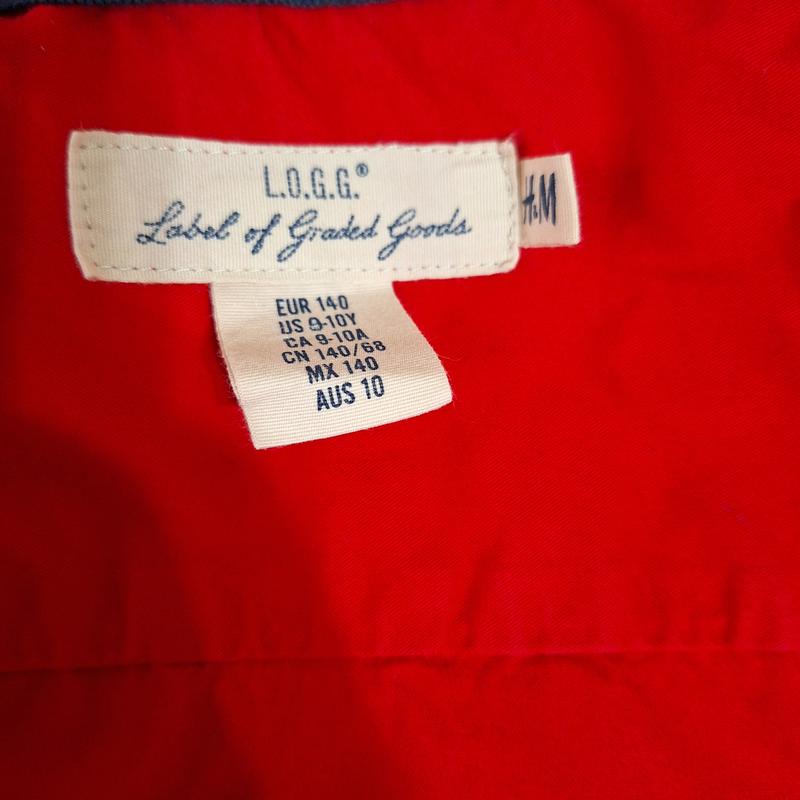 L.O.G.G.®
Label of Graded Goods
H&M
EUR 140
US 9-10Y
CA 9-10A
CN 140/68
MX 140
AUS 10